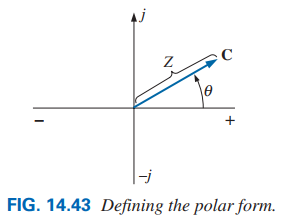 j
C
Z
θ
−
+
−j
FIG. 14.43 Defining the polar form.